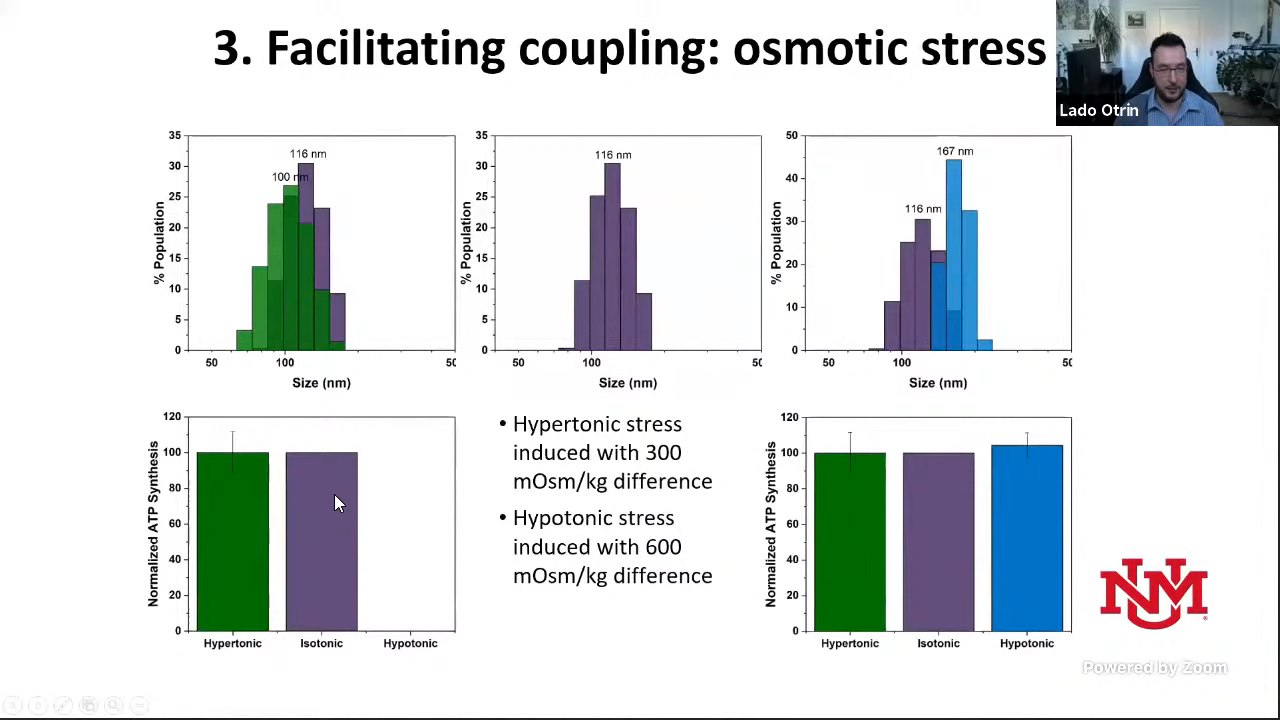 3. Facilitating coupling: osmotic stress
Lado Otrin
35
30
25
20
15
10
5
0
% Population
116 nm
100 nm
50
100
50
Size (nm)
35
30
25
20
15
10
5
0
% Population
116 nm
50
100
50
Size (nm)
50
40
30
20
10
0
% Population
167 nm
116 nm
50
100
50
Size (nm)
120
100
80
60
40
20
0
Normalized ATP Synthesis
Hypertonic
Isotonic
Hypotonic
• Hypertonic stress
induced with 300
mOsm/kg difference
• Hypotonic stress
induced with 600
mOsm/kg difference
120
100
80
60
40
20
0
Normalized ATP Synthesis
Hypertonic
Isotonic
Hypotonic
NUM
Powered by Zoom